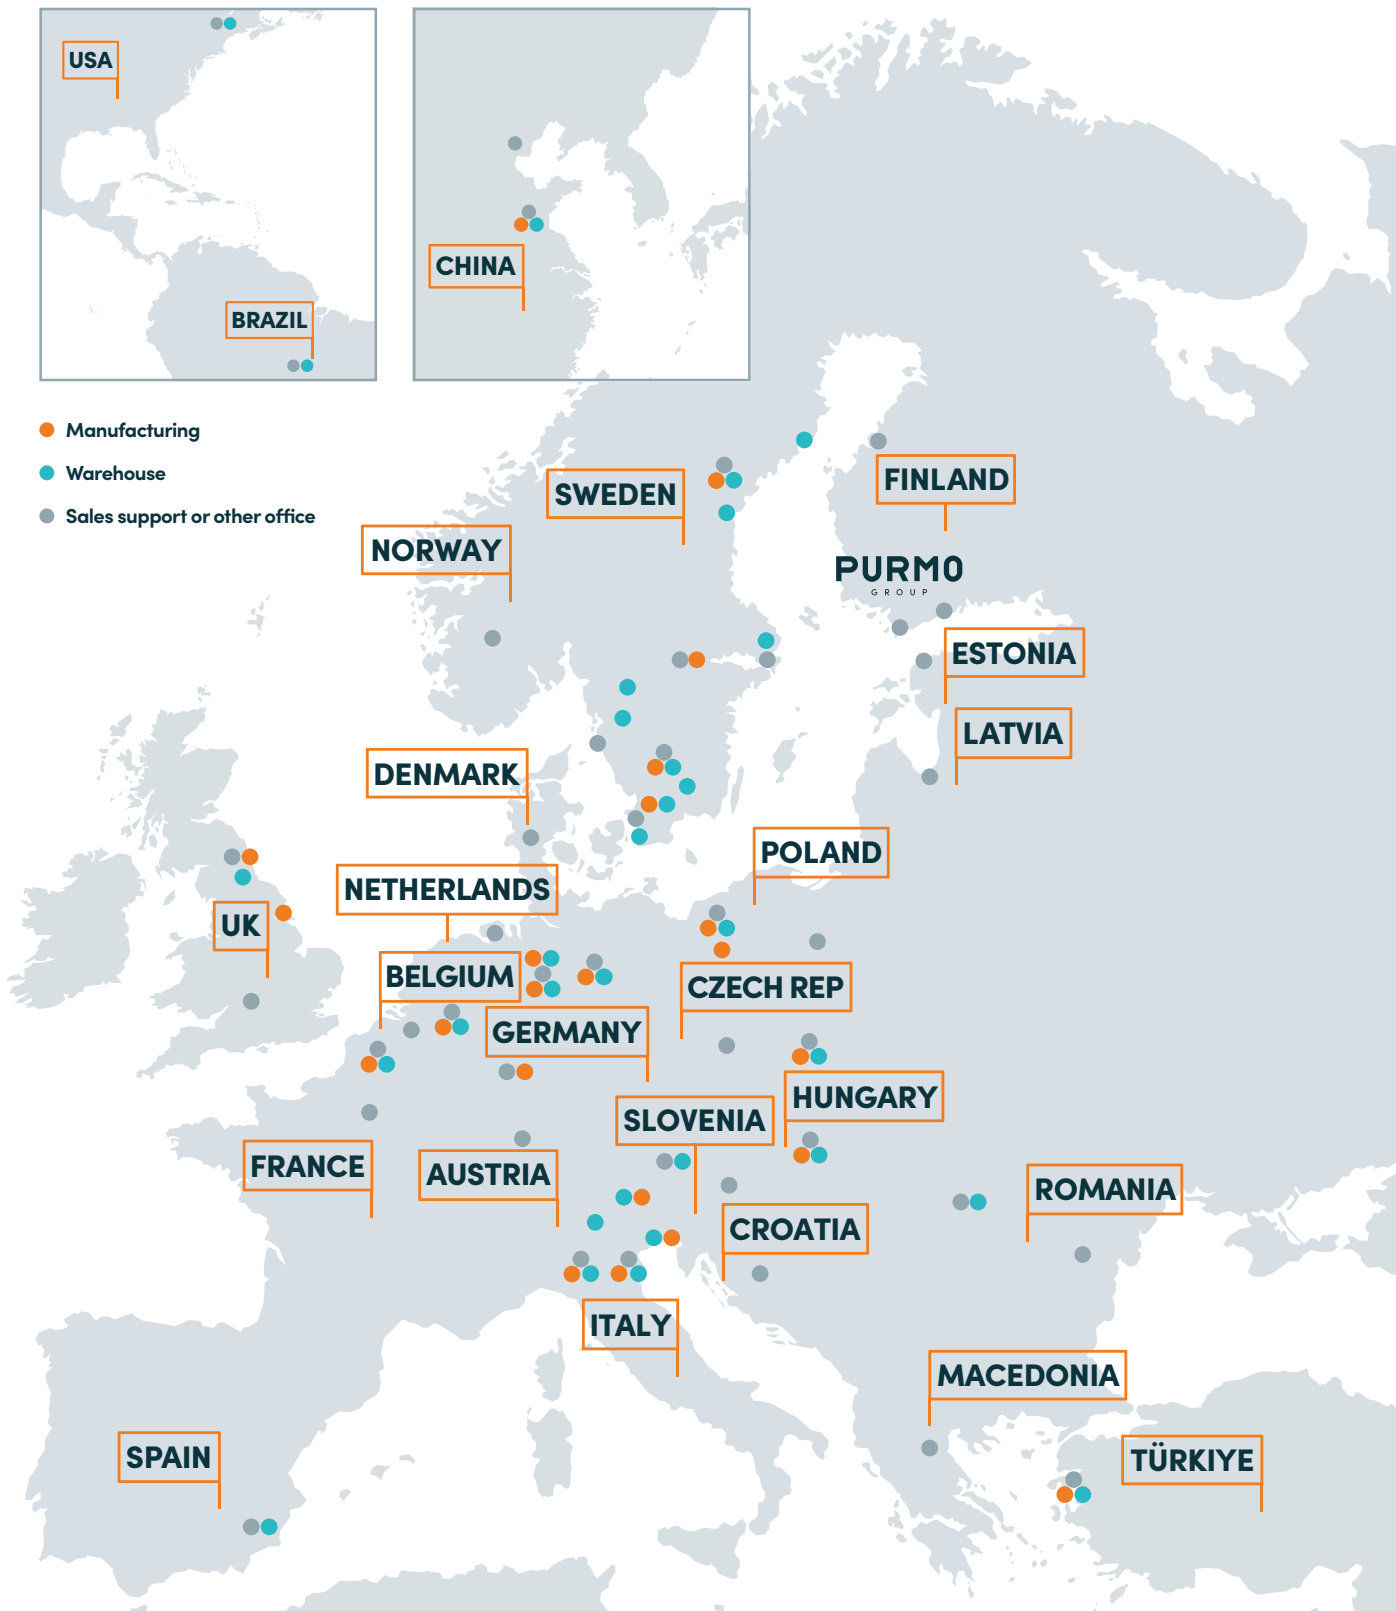 USA
CHINA
BRAZIL
Manufacturing
Warehouse
Sales support or other office
FINLAND
SWEDEN
NORWAY
PURMO
GROUP
ESTONIA
LATVIA
DENMARK
POLAND
NETHERLANDS
UK
BELGIUM
CZECH REP
GERMANY
HUNGARY
SLOVENIA
FRANCE
AUSTRIA
ROMANIA
CROATIA
ITALY
MACEDONIA
SPAIN
TÜRKIYE